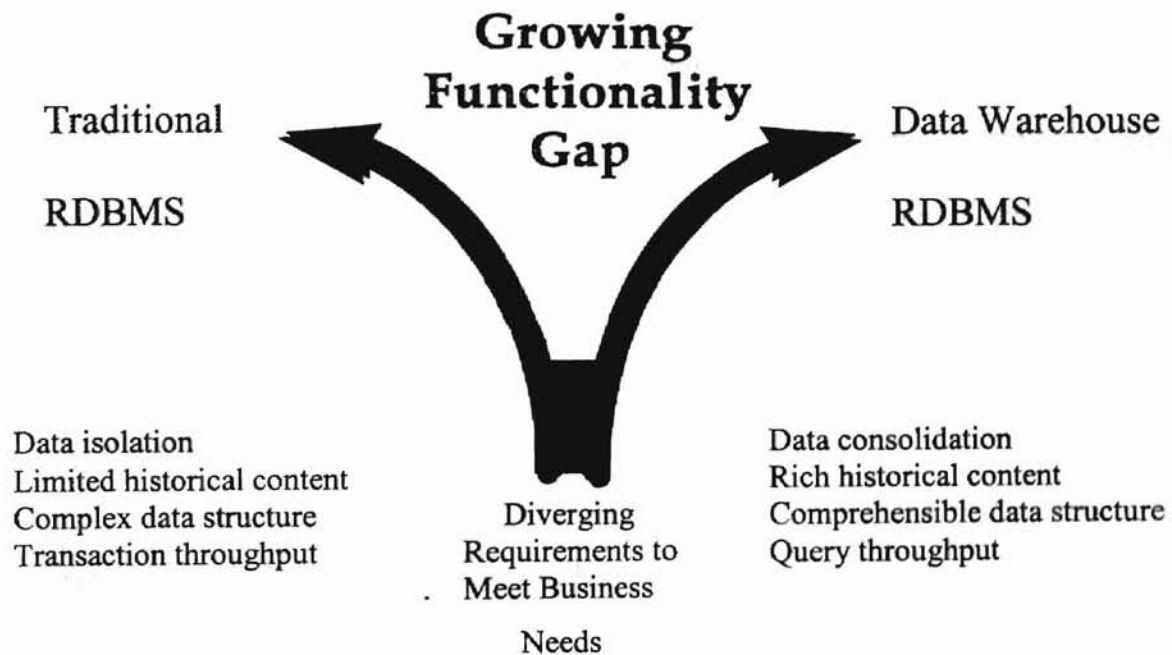 Growing
Functionality
Gap
Traditional
RDBMS
Data Warehouse
RDBMS
Data isolation
Limited historical content
Complex data structure
Transaction throughput
Diverging
Requirements to
. Meet Business
Needs
Data consolidation
Rich historical content
Comprehensible data structure
Query throughput